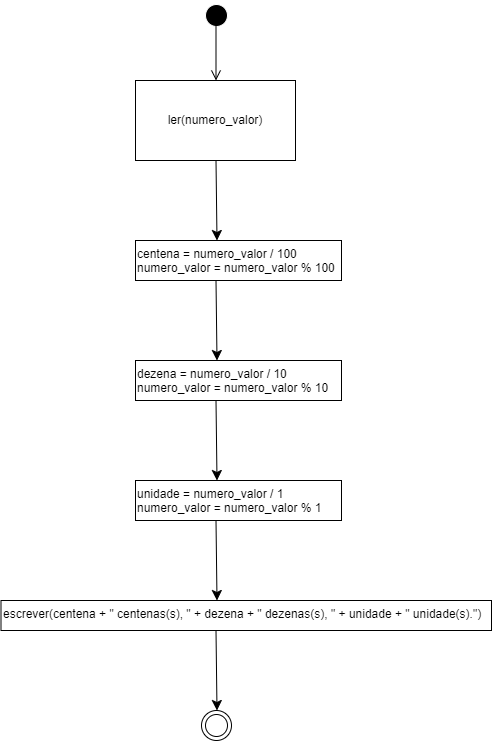 ler(numero_valor)
centena = numero_valor / 100
numero_valor = numero_valor % 100
dezena = numero_valor / 10
numero_valor = numero_valor % 10
unidade = numero_valor / 1
numero_valor = numero_valor % 1
escrever(centena + " centenas(s), " + dezena + " dezenas(s), " + unidade + " unidade(s).")